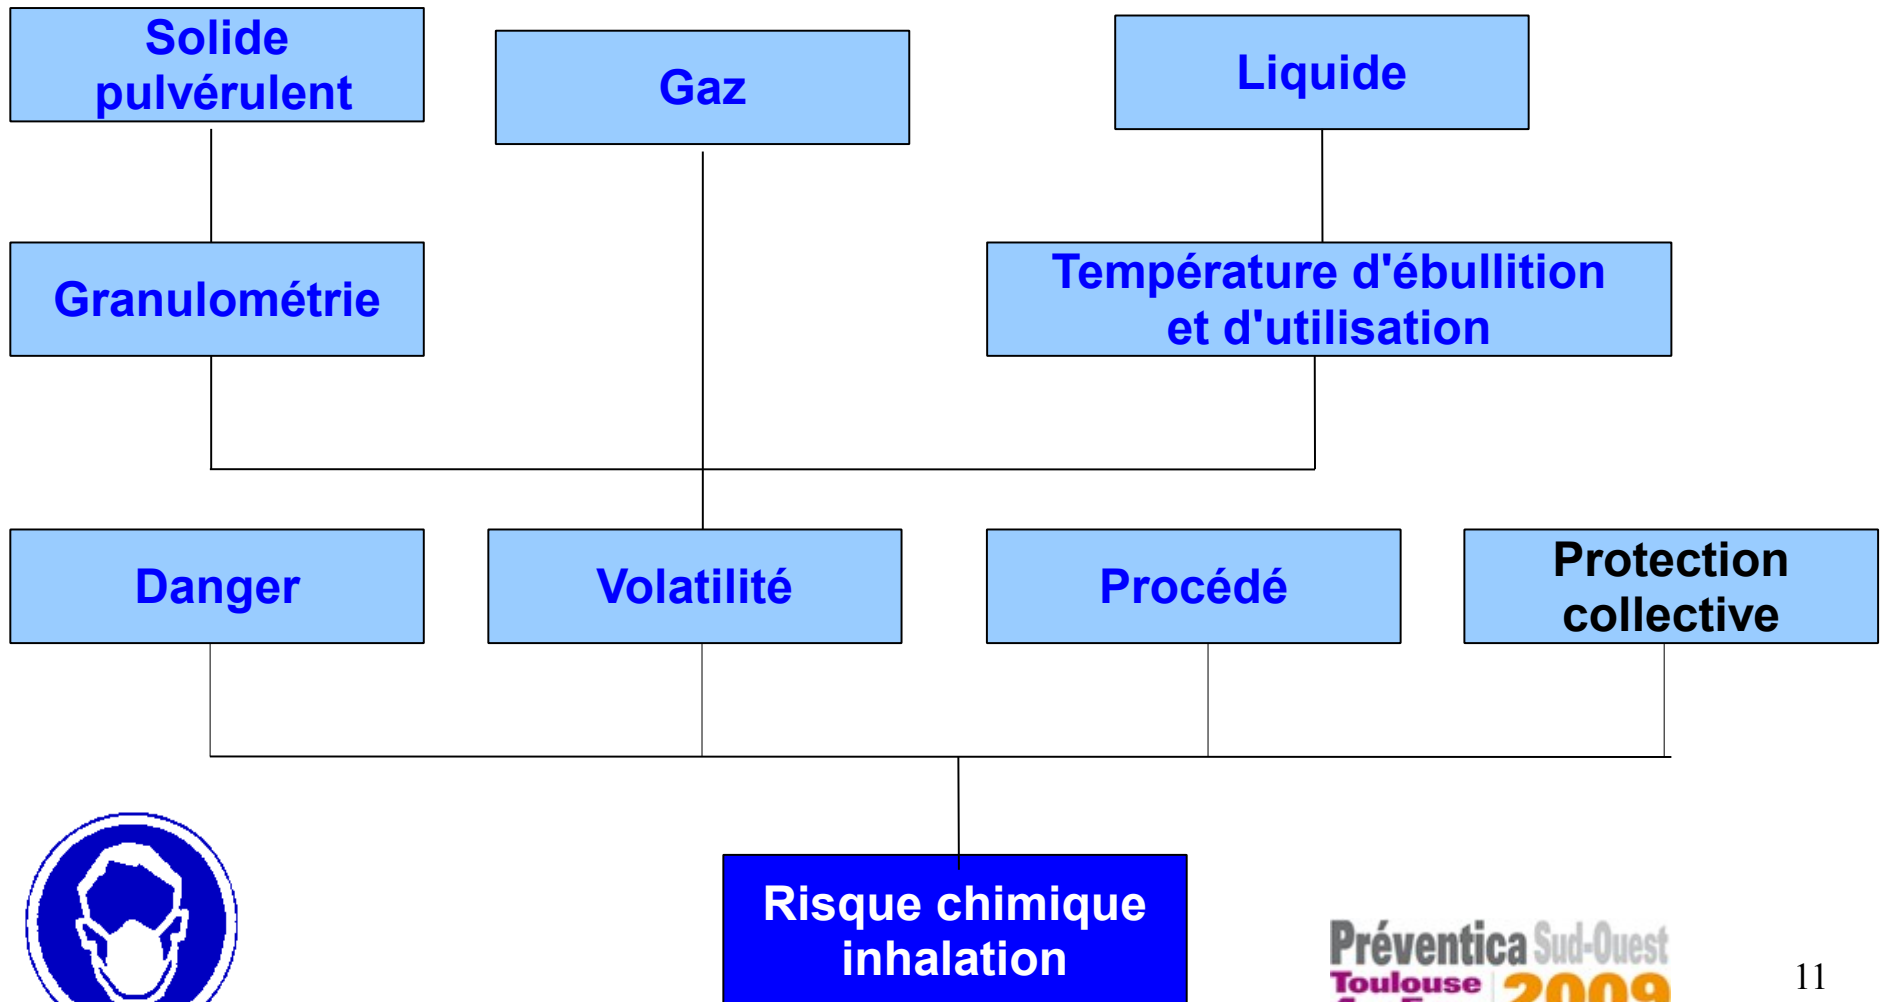 Solide
pulvérulent
Gaz
Liquide
Granulométrie
Température d'ébullition
et d'utilisation
Danger
Volatilité
Procédé
Protection
collective
Risque chimique
inhalation
Préventica Sud-Ouest
Toulouse
2009
11